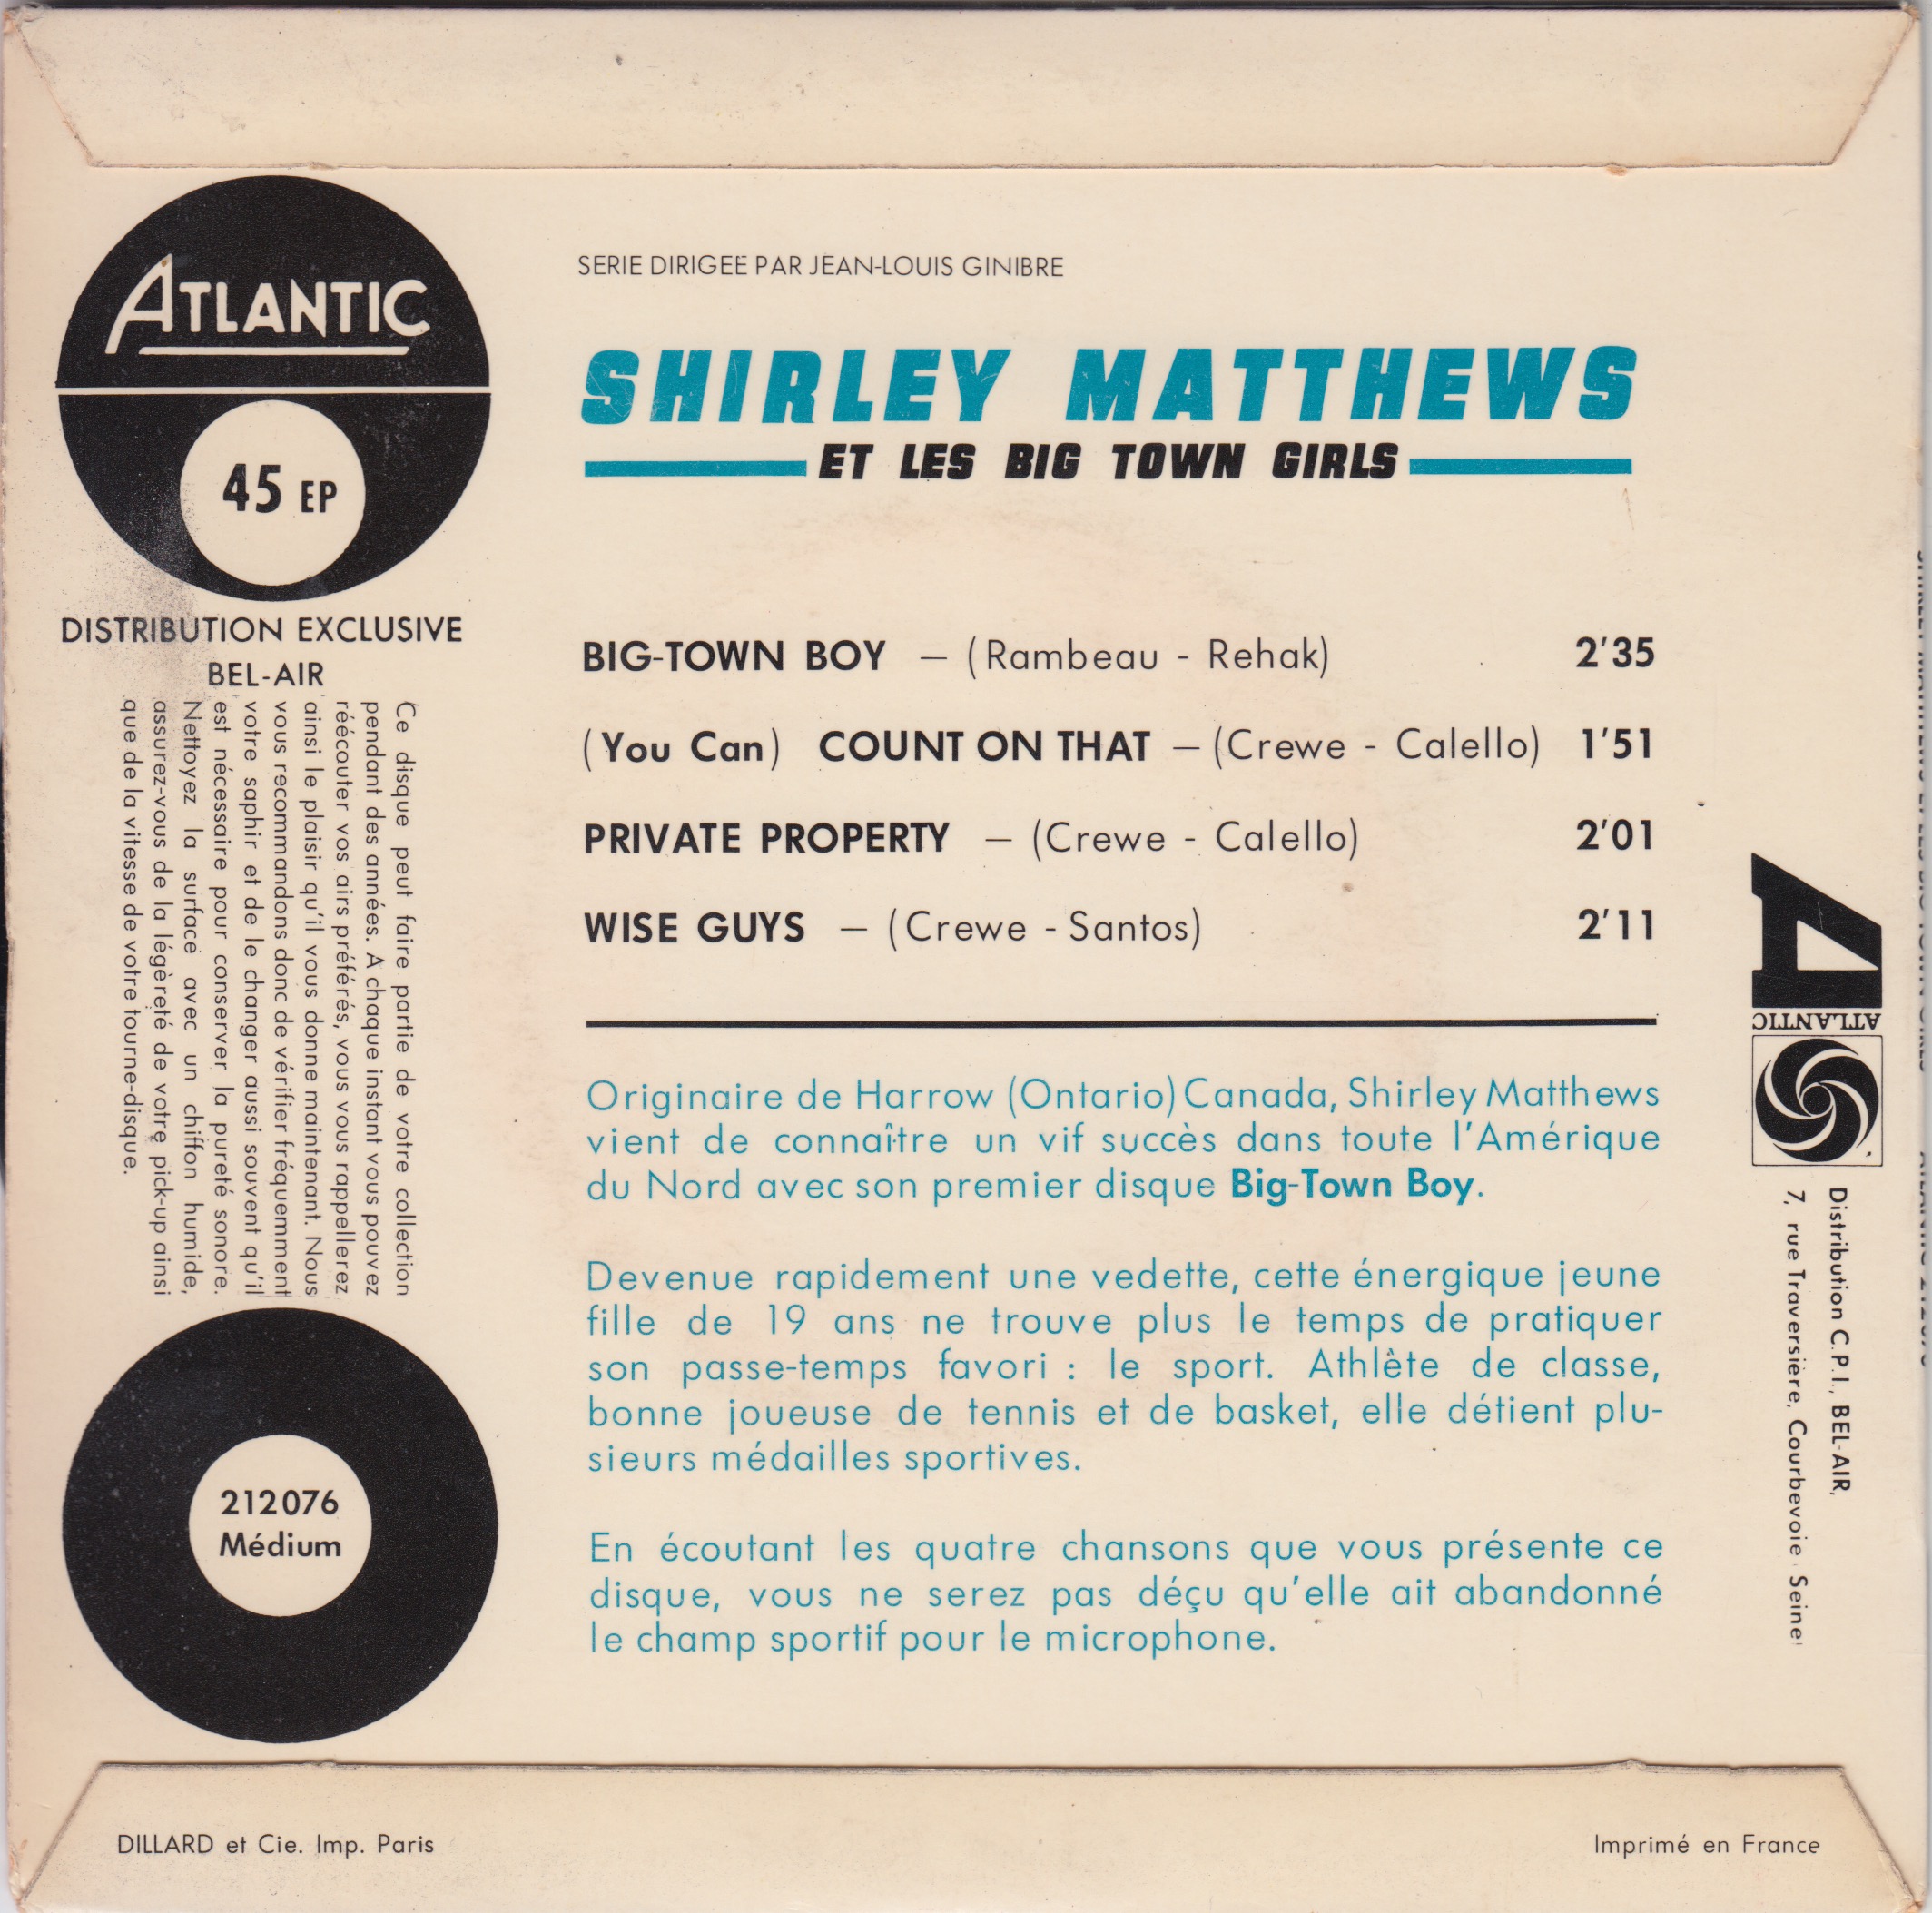 ATLANTIC
45 EP
DISTRIBUTION EXCLUSIVE
BEL-AIR
Ce disque peut faire partie de votre collection
pendant des années. A chaque instant vous pouvez
réécouter vos airs préférés, vous vous rappellerez
ainsi le plaisir qu'il vous donne maintenant. Nous
vous recommandons donc de vérifier fréquemment
votre saphir et de le changer aussi souvent qu'il
est nécessaire pour conserver la pureté sonore.
Nettoyez la surface avec un chiffon humide,
assurez-vous de la légèreté de votre pick-up ainsi
que de la vitesse de votre tourne-disque.
212076
Médium
SERIE DIRIGEE PAR JEAN-LOUIS GINIBRE
SHIRLEY MATTHEWS
ET LES BIG TOWN GIRLS
BIG-TOWN BOY — (Rambeau - Rehak) 2'35
(You Can) COUNT ON THAT — (Crewe - Calello) 1'51
PRIVATE PROPERTY — (Crewe - Calello) 2'01
WISE GUYS — (Crewe - Santos) 2'11
Originaire de Harrow (Ontario) Canada, Shirley Matthews
vient de connaître un vif succès dans toute l'Amérique
du Nord avec son premier disque Big-Town Boy.
Devenue rapidement une vedette, cette énergique jeune
fille de 19 ans ne trouve plus le temps de pratiquer
son passe-temps favori : le sport. Athlète de classe,
bonne joueuse de tennis et de basket, elle détient plu-
sieurs médailles sportives.
En écoutant les quatre chansons que vous présente ce
disque, vous ne serez pas déçu qu'elle ait abandonné
le champ sportif pour le microphone.
ATLANTIC
Distribution C.P.I., BEL-AIR,
7, rue Traversière, Courbevoie (Seine)
DILLARD et Cie. Imp. Paris
Imprimé en France